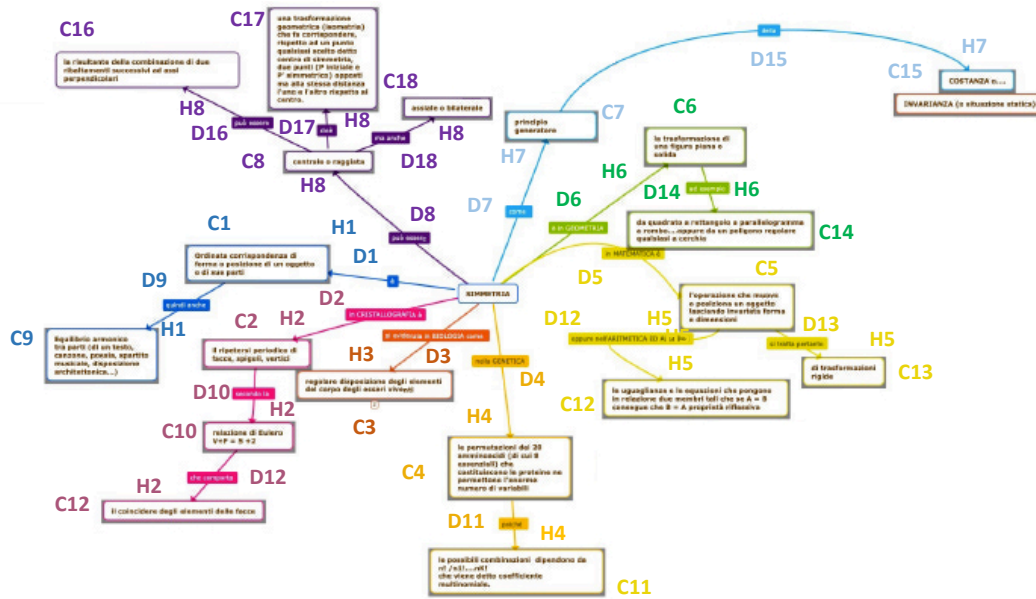 C16
la risultante della combinazione di due
ribaltamenti successivi ad assi
perpendicolari
C17
una trasformazione
geometrica (isometria)
che fa corrispondere,
rispetto ad un punto
qualsiasi scelto detto
centro di simmetria,
due punti (P iniziale e
P' simmetrico) opposti
ma alla stessa distanza
l'uno e l'altro rispetto al
centro.
C18
assiale o bilaterale
H8
D16
può essere
D17
cioè
H8
ma anche
H8
D18
C8
centrale o raggiata
H8
D8
può essere
D15
H7
C15
COSTANZA o...
INVARIANZA (o situazione statica)
C7
principio
generatore
H7
D7
come
C6
la trasformazione di
una figura piana o
solida
H6
D6
è in GEOMETRIA
D14
ad esempio
H6
da quadrato a rettangolo a parallelogramma
a rombo...oppure da un poligono regolare
qualsiasi a cerchio
C14
C1
Ordinata corrispondenza di
forma o posizione di un oggetto
o di sue parti
H1
D1
è
D9
quindi anche
H1
C9
Equilibrio armonico
tra parti (di un testo,
canzone, poesia, spartito
musicale, disposizione
architettonica...)
SIMMETRIA
in MATEMATICA è
D5
C5
l'operazione che muove
o posiziona un oggetto
lasciando invariate forma
e dimensioni
H5
D12
H5
C12
le uguaglianze e le equazioni che pongono
in relazione due membri tali che se A = B
consegue che B = A proprietà riflessiva
D13
si tratta pertanto
H5
di trasformazioni
rigide
C13
D2
in CRISTALLOGRAFIA è
H2
C2
Il ripetersi periodico di
facce, spigoli, vertici
D10
secondo la
H2
C10
relazione di Eulero
V+F = S +2
D12
che comporta
H2
C12
il coincidere degli elementi delle facce
in BIOLOGIA come
D3
H3
regolare disposizione degli elementi
del corpo degli esseri viventi
C3
nella GENETICA
D4
H4
C4
le permutazioni dei 20
amminoacidi (di cui 8
essenziali) che
costituiscono le proteine ne
permettono l'enorme
numero di variabili
D11
poiché
H4
le possibili combinazioni dipendono da
n! /n1!...nK!
che viene detto coefficiente
multinomiale.
C11